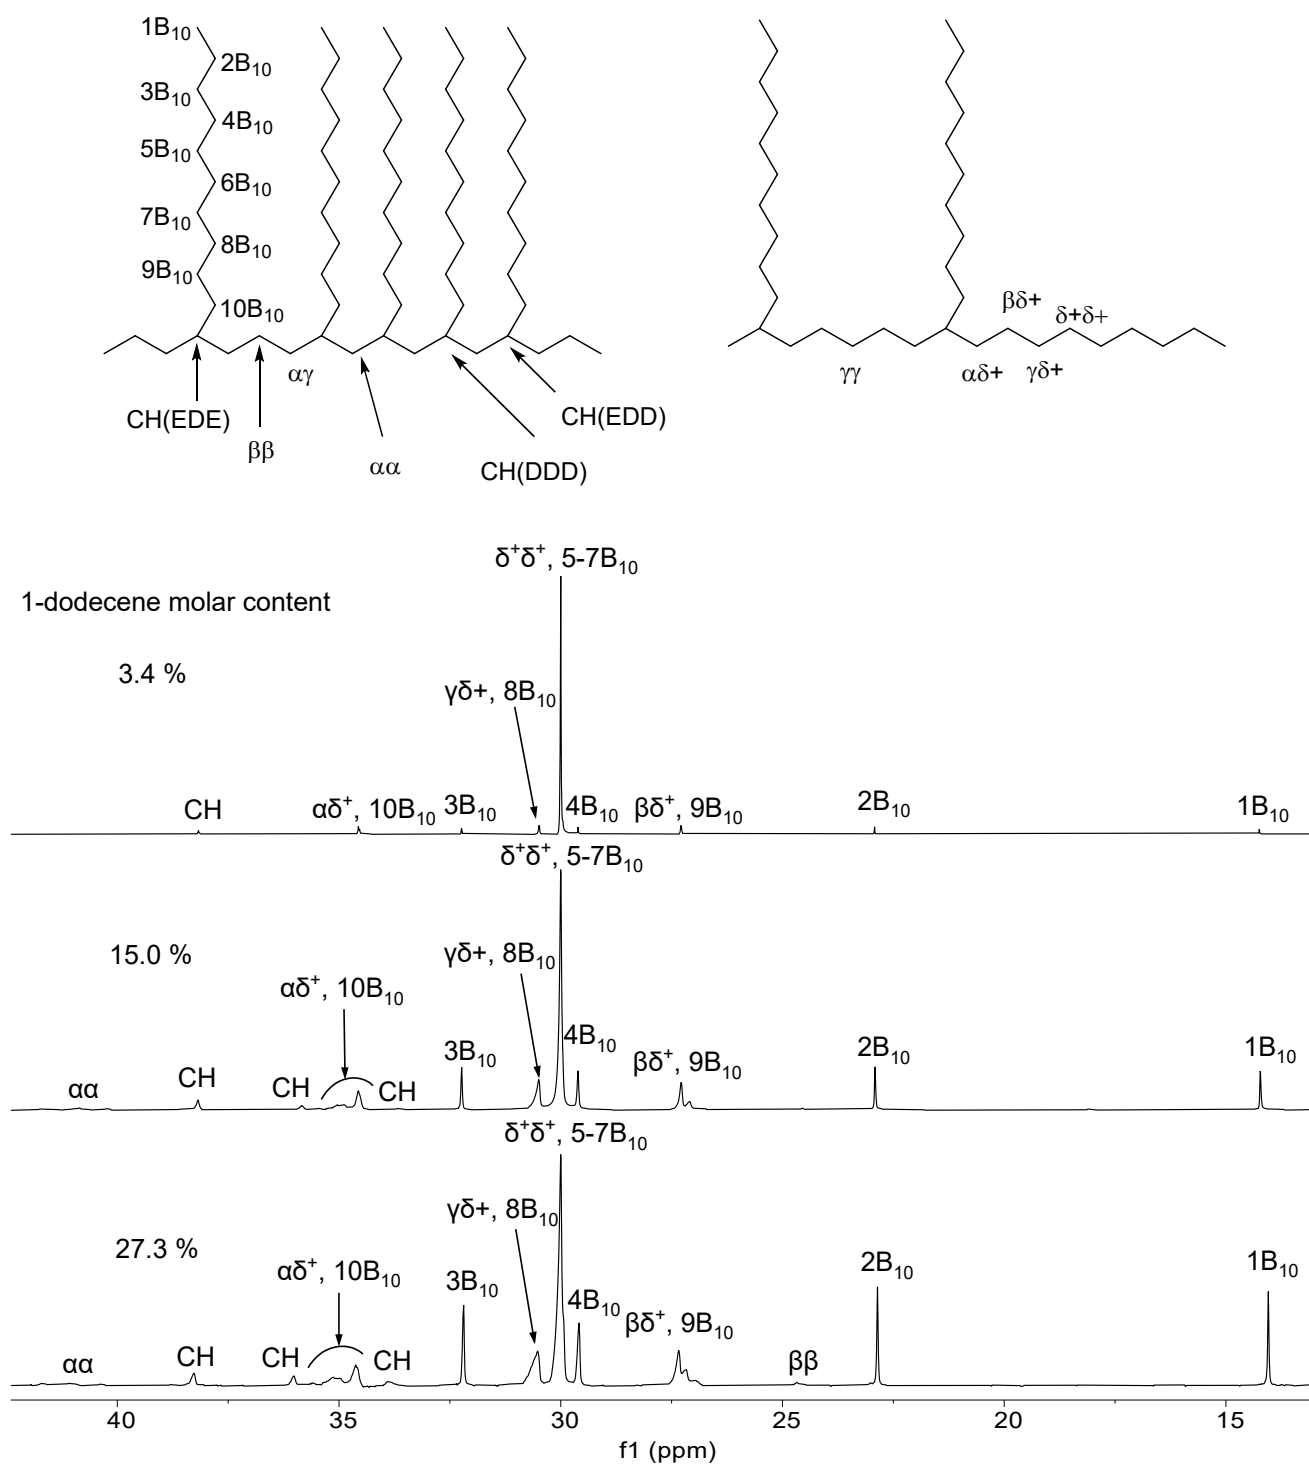 1B₁₀
2B₁₀
3B₁₀
4B₁₀
5B₁₀
6B₁₀
7B₁₀
8B₁₀
9B₁₀
10B₁₀
βδ+
δ+δ+
αγ
γγ
αδ+
γδ+
CH(EDE)
CH(EDD)
ββ
αα
CH(DDD)
δ⁺δ⁺, 5-7B₁₀
1-dodecene molar content
3.4 %
γδ+, 8B₁₀
CH
αδ⁺, 10B₁₀
3B₁₀
4B₁₀
βδ⁺, 9B₁₀
2B₁₀
1B₁₀
δ⁺δ⁺, 5-7B₁₀
15.0 %
γδ+, 8B₁₀
αδ⁺, 10B₁₀
αα
CH
CH
CH
3B₁₀
4B₁₀
βδ⁺, 9B₁₀
2B₁₀
1B₁₀
δ⁺δ⁺, 5-7B₁₀
27.3 %
γδ+, 8B₁₀
αδ⁺, 10B₁₀
αα
CH
CH
CH
3B₁₀
4B₁₀
βδ⁺, 9B₁₀
ββ
2B₁₀
1B₁₀
40 35 30 25 20 15
f1 (ppm)